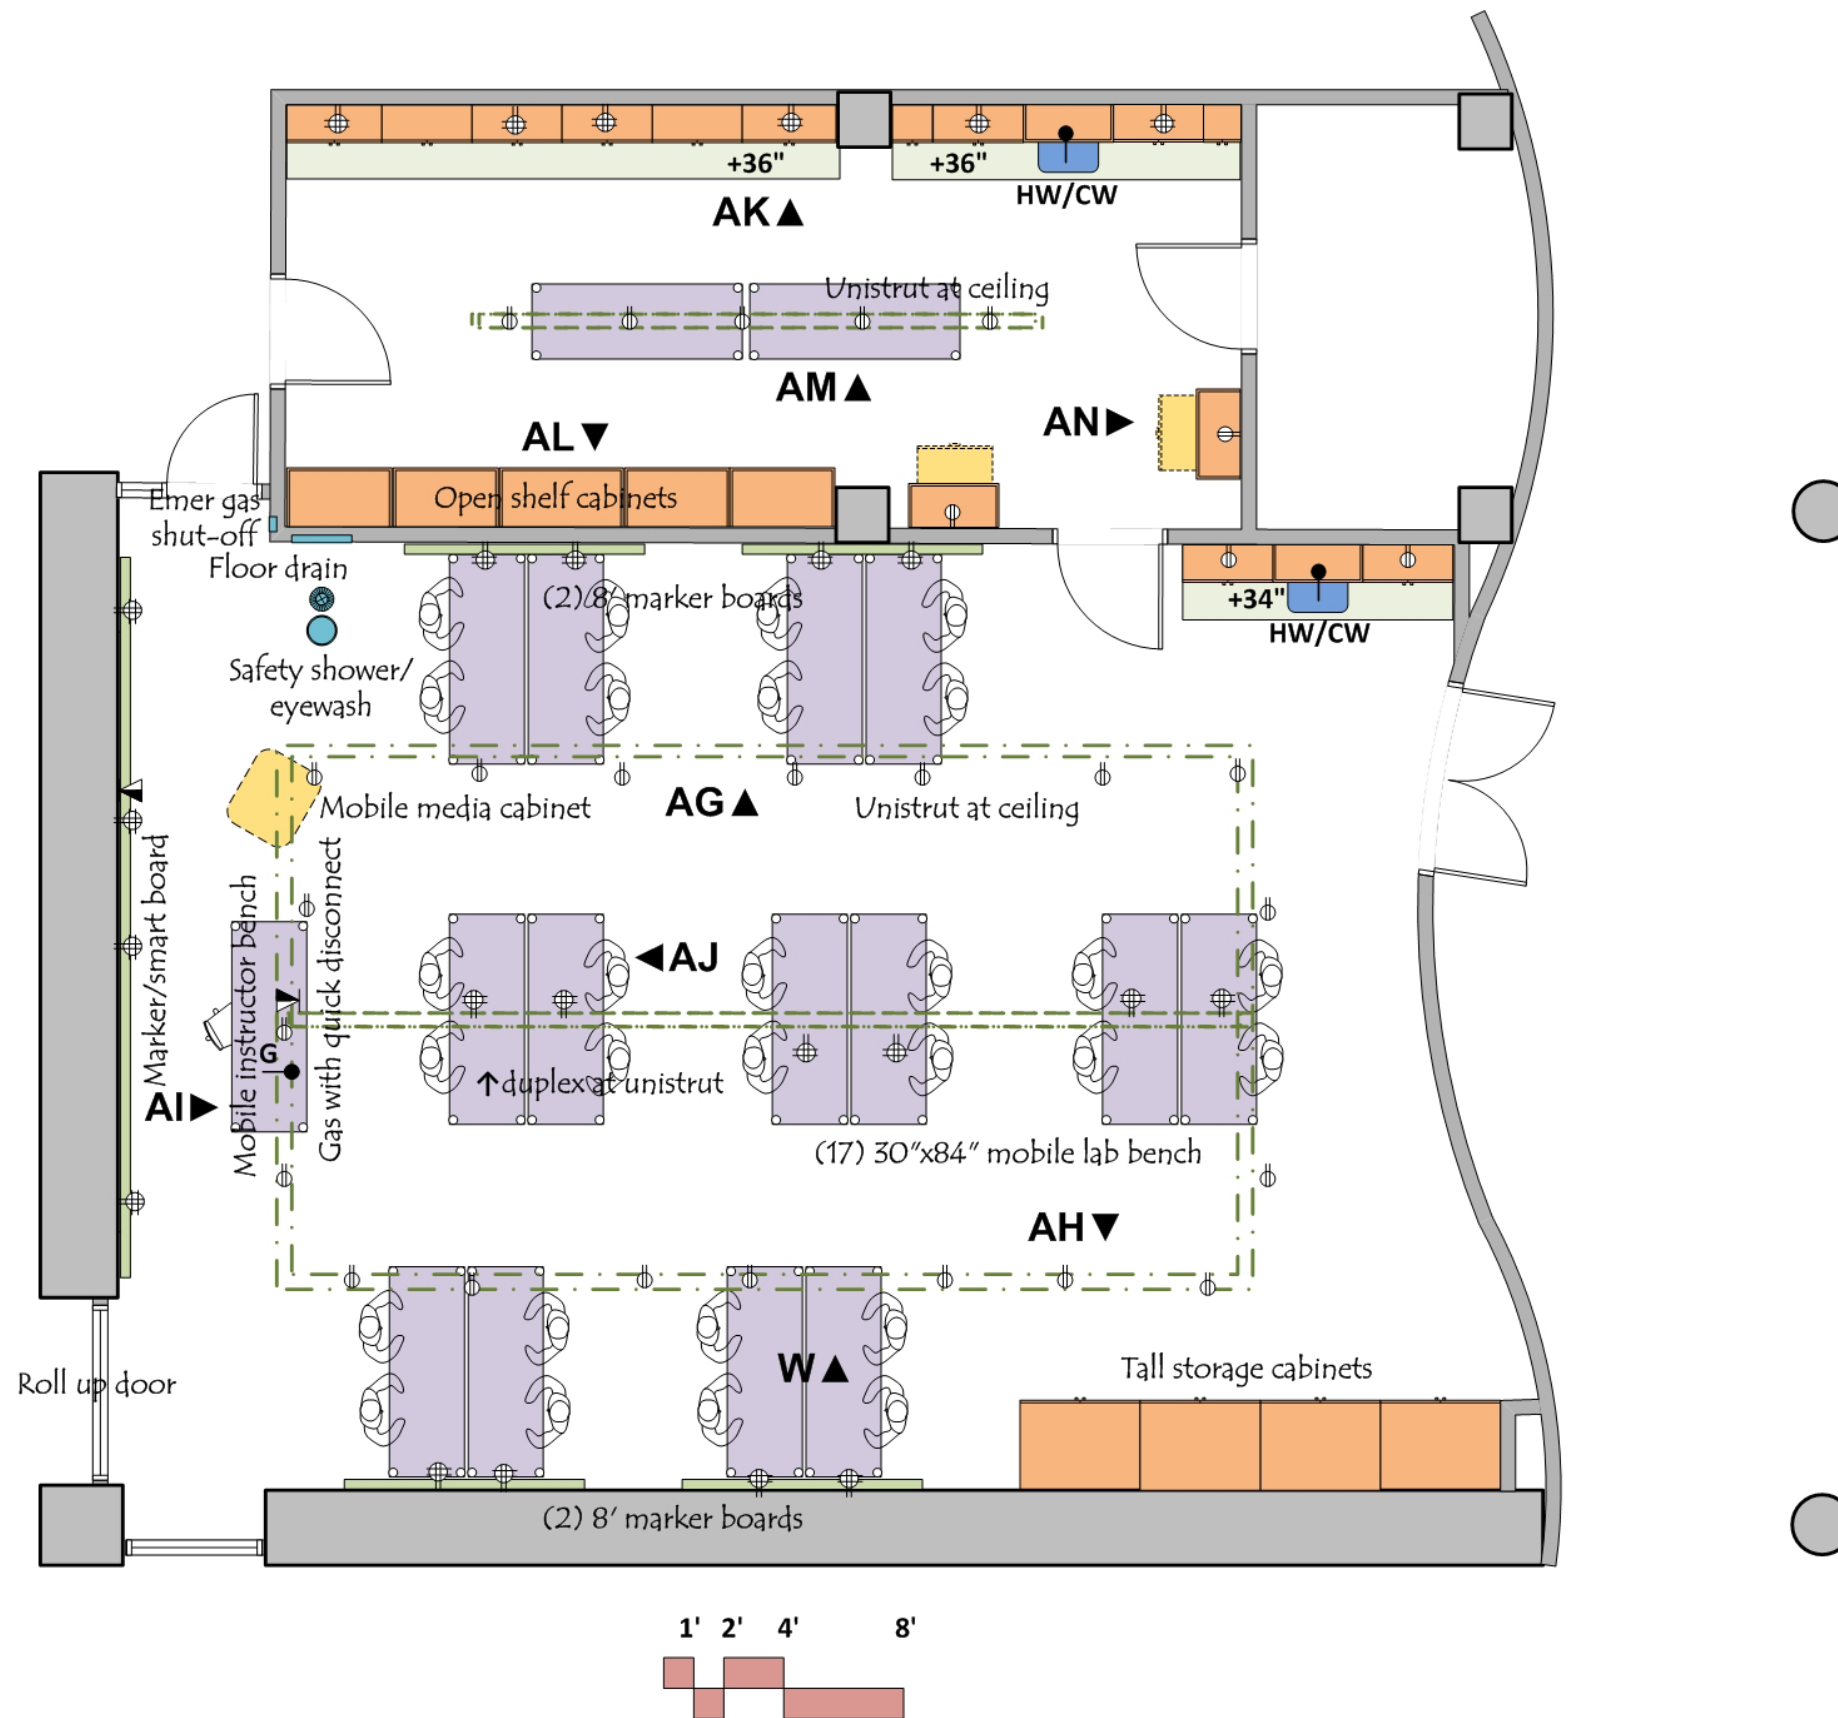 +36"
+36"
HW/CW
AK▲
Unistrut at ceiling
AM▲
AN►
AL▼
Open shelf cabinets
Emer gas
shut-off
Floor drain
(2) 8' marker boards
+34"
HW/CW
Safety shower/
eyewash
Mobile media cabinet
AG▲
Unistrut at ceiling
Marker/smart board
Mobile instructor bench
Gas with quick disconnect
◄AJ
G
↑duplex at unistrut
AI►
(17) 30"x84" mobile lab bench
AH▼
W▲
Tall storage cabinets
Roll up door
(2) 8' marker boards
1' 2' 4' 8'